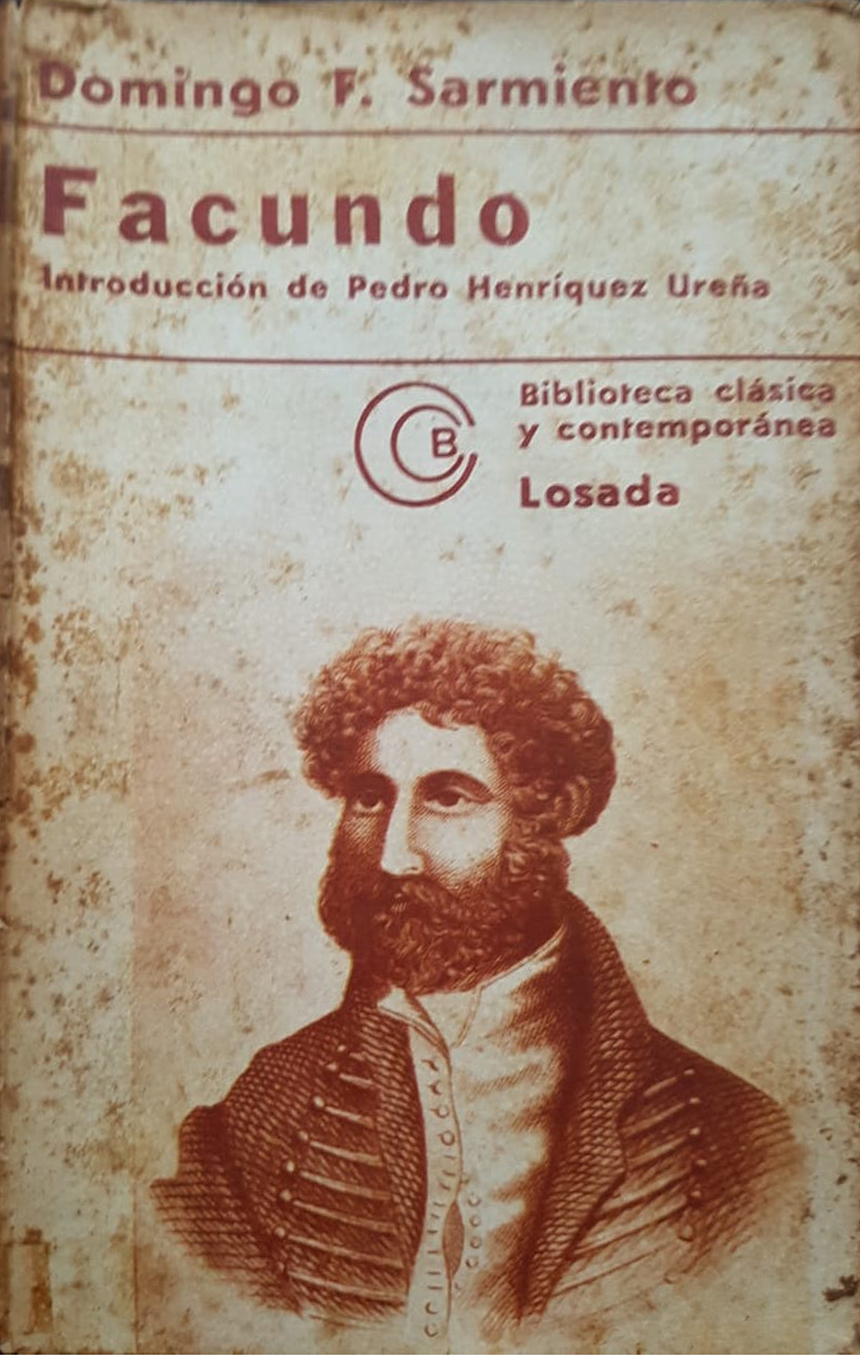 Domingo F. Sarmiento
Facundo
Introducción de Pedro Henríquez Ureña
B
Biblioteca clásica
y contemporánea
Losada